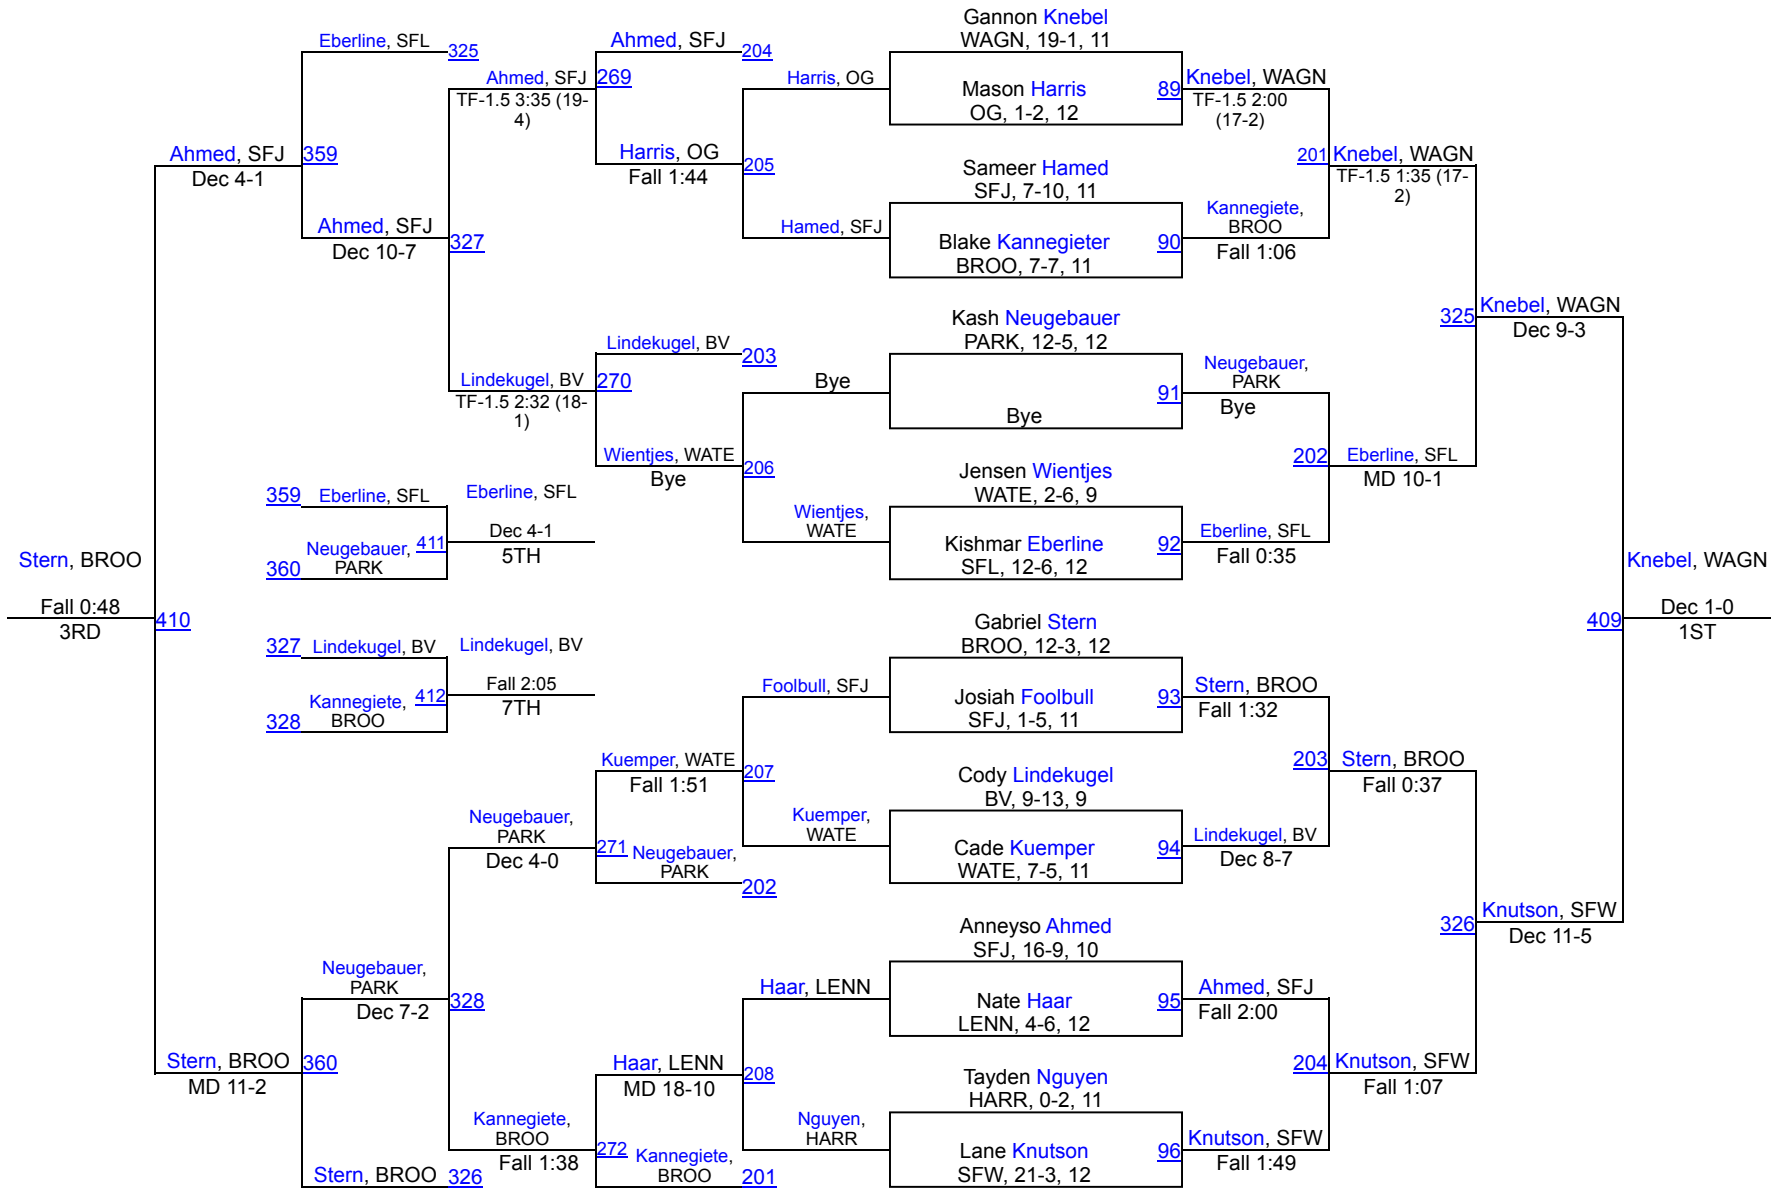 Gannon Knebel
WAGN, 19-1, 11
Mason Harris
OG, 1-2, 12
89
Sameer Hamed
SFJ, 7-10, 11
Blake Kannegieter
BROO, 7-7, 11
90
Kash Neugebauer
PARK, 12-5, 12
Bye
91
Jensen Wientjes
WATE, 2-6, 9
Kishmar Eberline
SFL, 12-6, 12
92
Gabriel Stern
BROO, 12-3, 12
Josiah Foolbull
SFJ, 1-5, 11
93
Cody Lindekugel
BV, 9-13, 9
Cade Kuemper
WATE, 7-5, 11
94
Anneyso Ahmed
SFJ, 16-9, 10
Nate Haar
LENN, 4-6, 12
95
Tayden Nguyen
HARR, 0-2, 11
Lane Knutson
SFW, 21-3, 12
96
Knebel, WAGN
TF-1.5 2:00
(17-2)
201
Kannegiete,
BROO
Fall 1:06
Neugebauer,
PARK
Bye
202
Eberline, SFL
Fall 0:35
Stern, BROO
Fall 1:32
203
Lindekugel, BV
Dec 8-7
Ahmed, SFJ
Fall 2:00
204
Knutson, SFW
Fall 1:49
Knebel, WAGN
TF-1.5 1:35 (17-
2)
325
Eberline, SFL
MD 10-1
Stern, BROO
Fall 0:37
326
Knutson, SFW
Fall 1:07
Knebel, WAGN
Dec 9-3
409
Knutson, SFW
Dec 11-5
Knebel, WAGN
Dec 1-0
1ST
Harris, OG
205
Hamed, SFJ
Bye
206
Wientjes,
WATE
Foolbull, SFJ
207
Kuemper,
WATE
Haar, LENN
208
Nguyen,
HARR
Ahmed, SFJ
204
269
Harris, OG
Fall 1:44
Lindekugel, BV
203
270
Wientjes, WATE
Bye
Kuemper, WATE
Fall 1:51
271
Neugebauer,
PARK
202
Haar, LENN
MD 18-10
272
Kannegiete,
BROO
201
Ahmed, SFJ
TF-1.5 3:35 (19-
4)
327
Lindekugel, BV
TF-1.5 2:32 (18-
1)
Neugebauer,
PARK
Dec 4-0
328
Kannegiete,
BROO
Fall 1:38
Eberline, SFL
325
359
Ahmed, SFJ
Dec 10-7
Neugebauer,
PARK
Dec 7-2
360
Stern, BROO
326
Ahmed, SFJ
Dec 4-1
410
Stern, BROO
MD 11-2
Stern, BROO
Fall 0:48
3RD
359
Eberline, SFL
Neugebauer,
PARK
360
411
Eberline, SFL
Dec 4-1
5TH
327
Lindekugel, BV
Kannegiete,
BROO
328
412
Lindekugel, BV
Fall 2:05
7TH